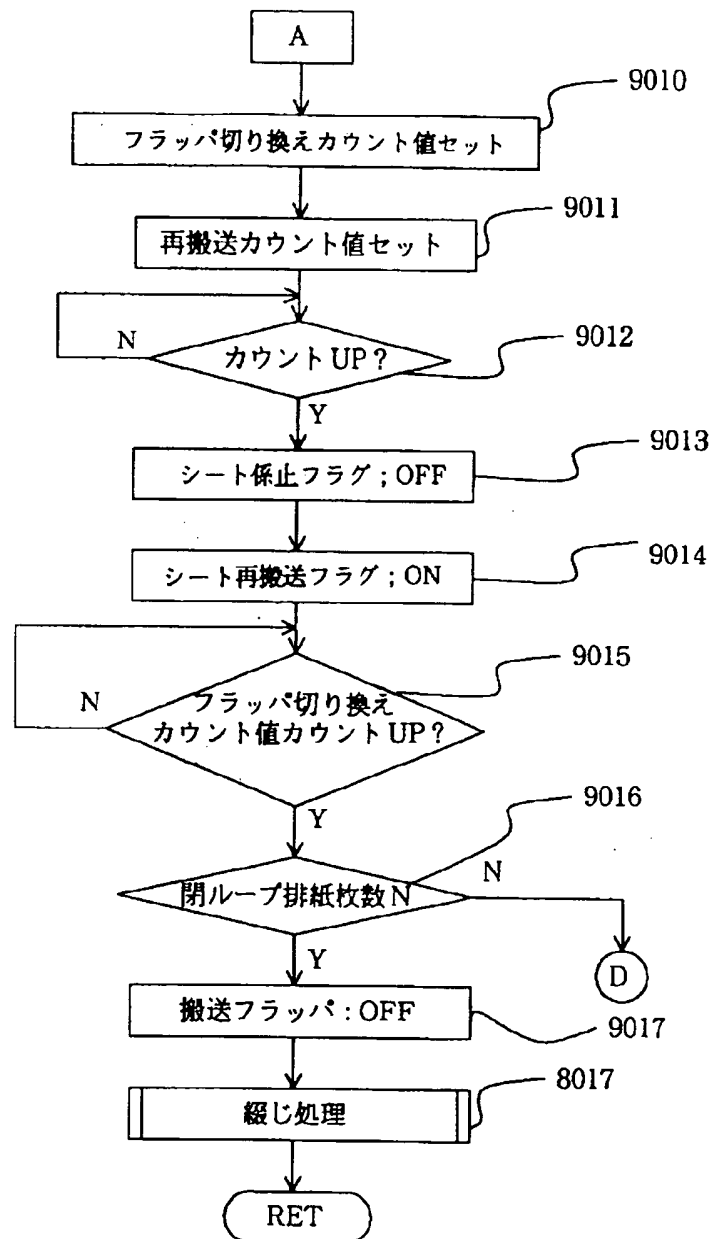 A
9010
フラッパ切り換えカウント値セット
9011
再搬送カウント値セット
N
カウントUP?
9012
Y
9013
シート係止フラグ;OFF
9014
シート再搬送フラグ;ON
9015
N
フラッパ切り換え
カウント値カウントUP?
Y
9016
閉ループ排紙枚数N
N
Y
D
搬送フラッパ:OFF
9017
8017
綴じ処理
RET